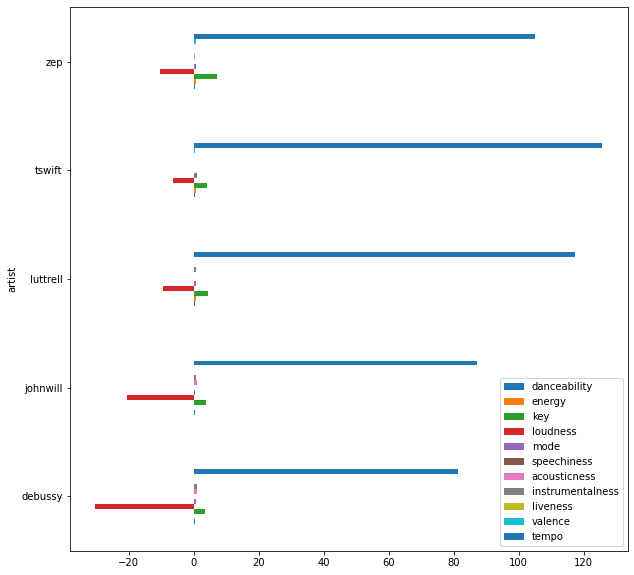 zep
tswift
luttrell
johnwill
debussy
artist
danceability
energy
key
loudness
mode
speechiness
acousticness
instrumentalness
liveness
valence
tempo
−20 0 20 40 60 80 100 120